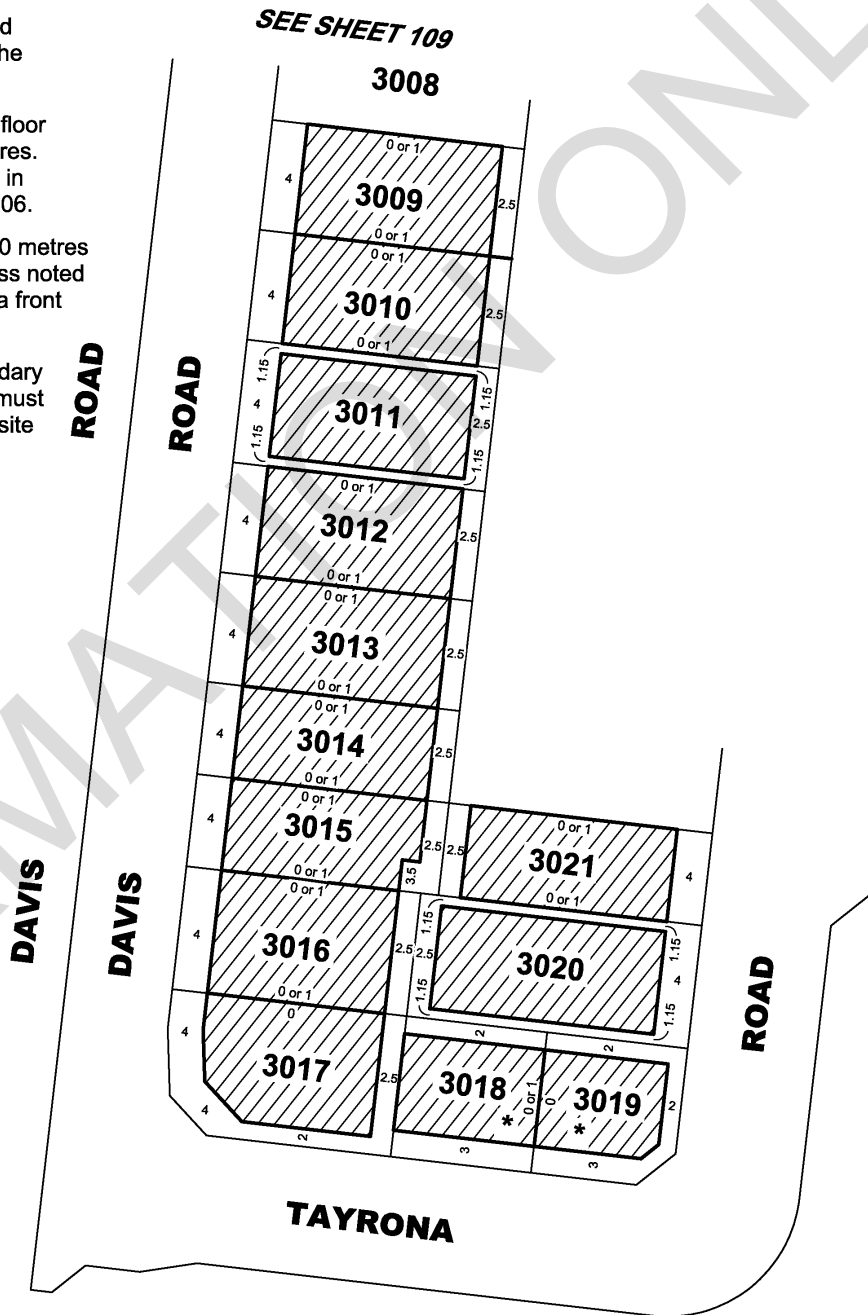 d
he
floor
res.
in
06.
0 metres
ss noted
a front
dary
must
site
SEE SHEET 109
3008
0 or 1
4
3009
2.5
0 or 1
0 or 1
4
3010
2.5
0 or 1
ROAD
ROAD
1.15
1.15
4
3011
2.5
1.15
1.15
0 or 1
4
3012
2.5
0 or 1
0 or 1
4
3013
2.5
0 or 1
0 or 1
4
3014
2.5
0 or 1
0 or 1
4
3015
2.5
2.5
0 or 1
3021
4
3.5
0 or 1
0 or 1
0 or 1
DAVIS
DAVIS
4
3016
2.5
2.5
1.15
1.15
3020
4
1.15
1.15
ROAD
0 or 1
0
4
3017
2.5
4
2
2
2
3018
*
0 or 1
0
3019
*
2
3
3
TAYRONA
MATION ONL